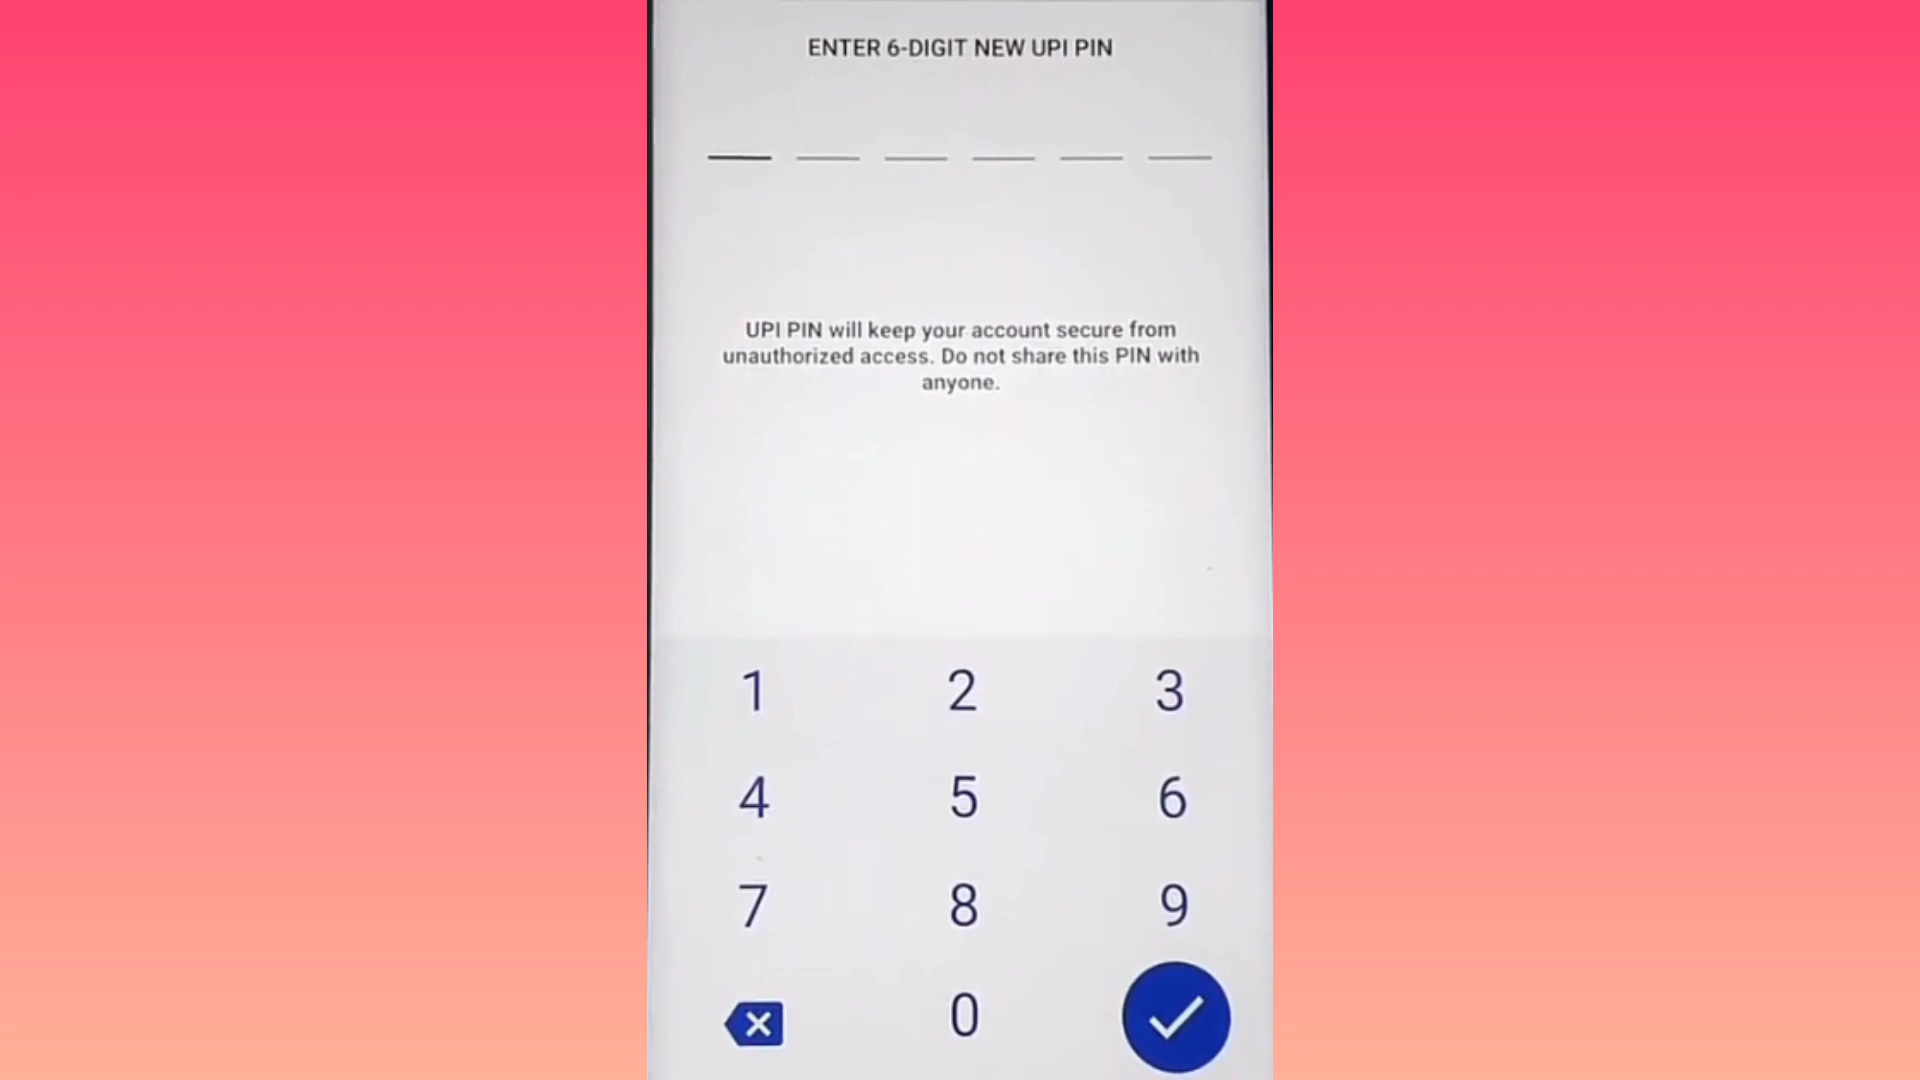 ENTER 6-DIGIT NEW UPI PIN
UPI PIN will keep your account secure from
unauthorized access. Do not share this PIN with
anyone.
1 2 3
4 5 6
7 8 9
0